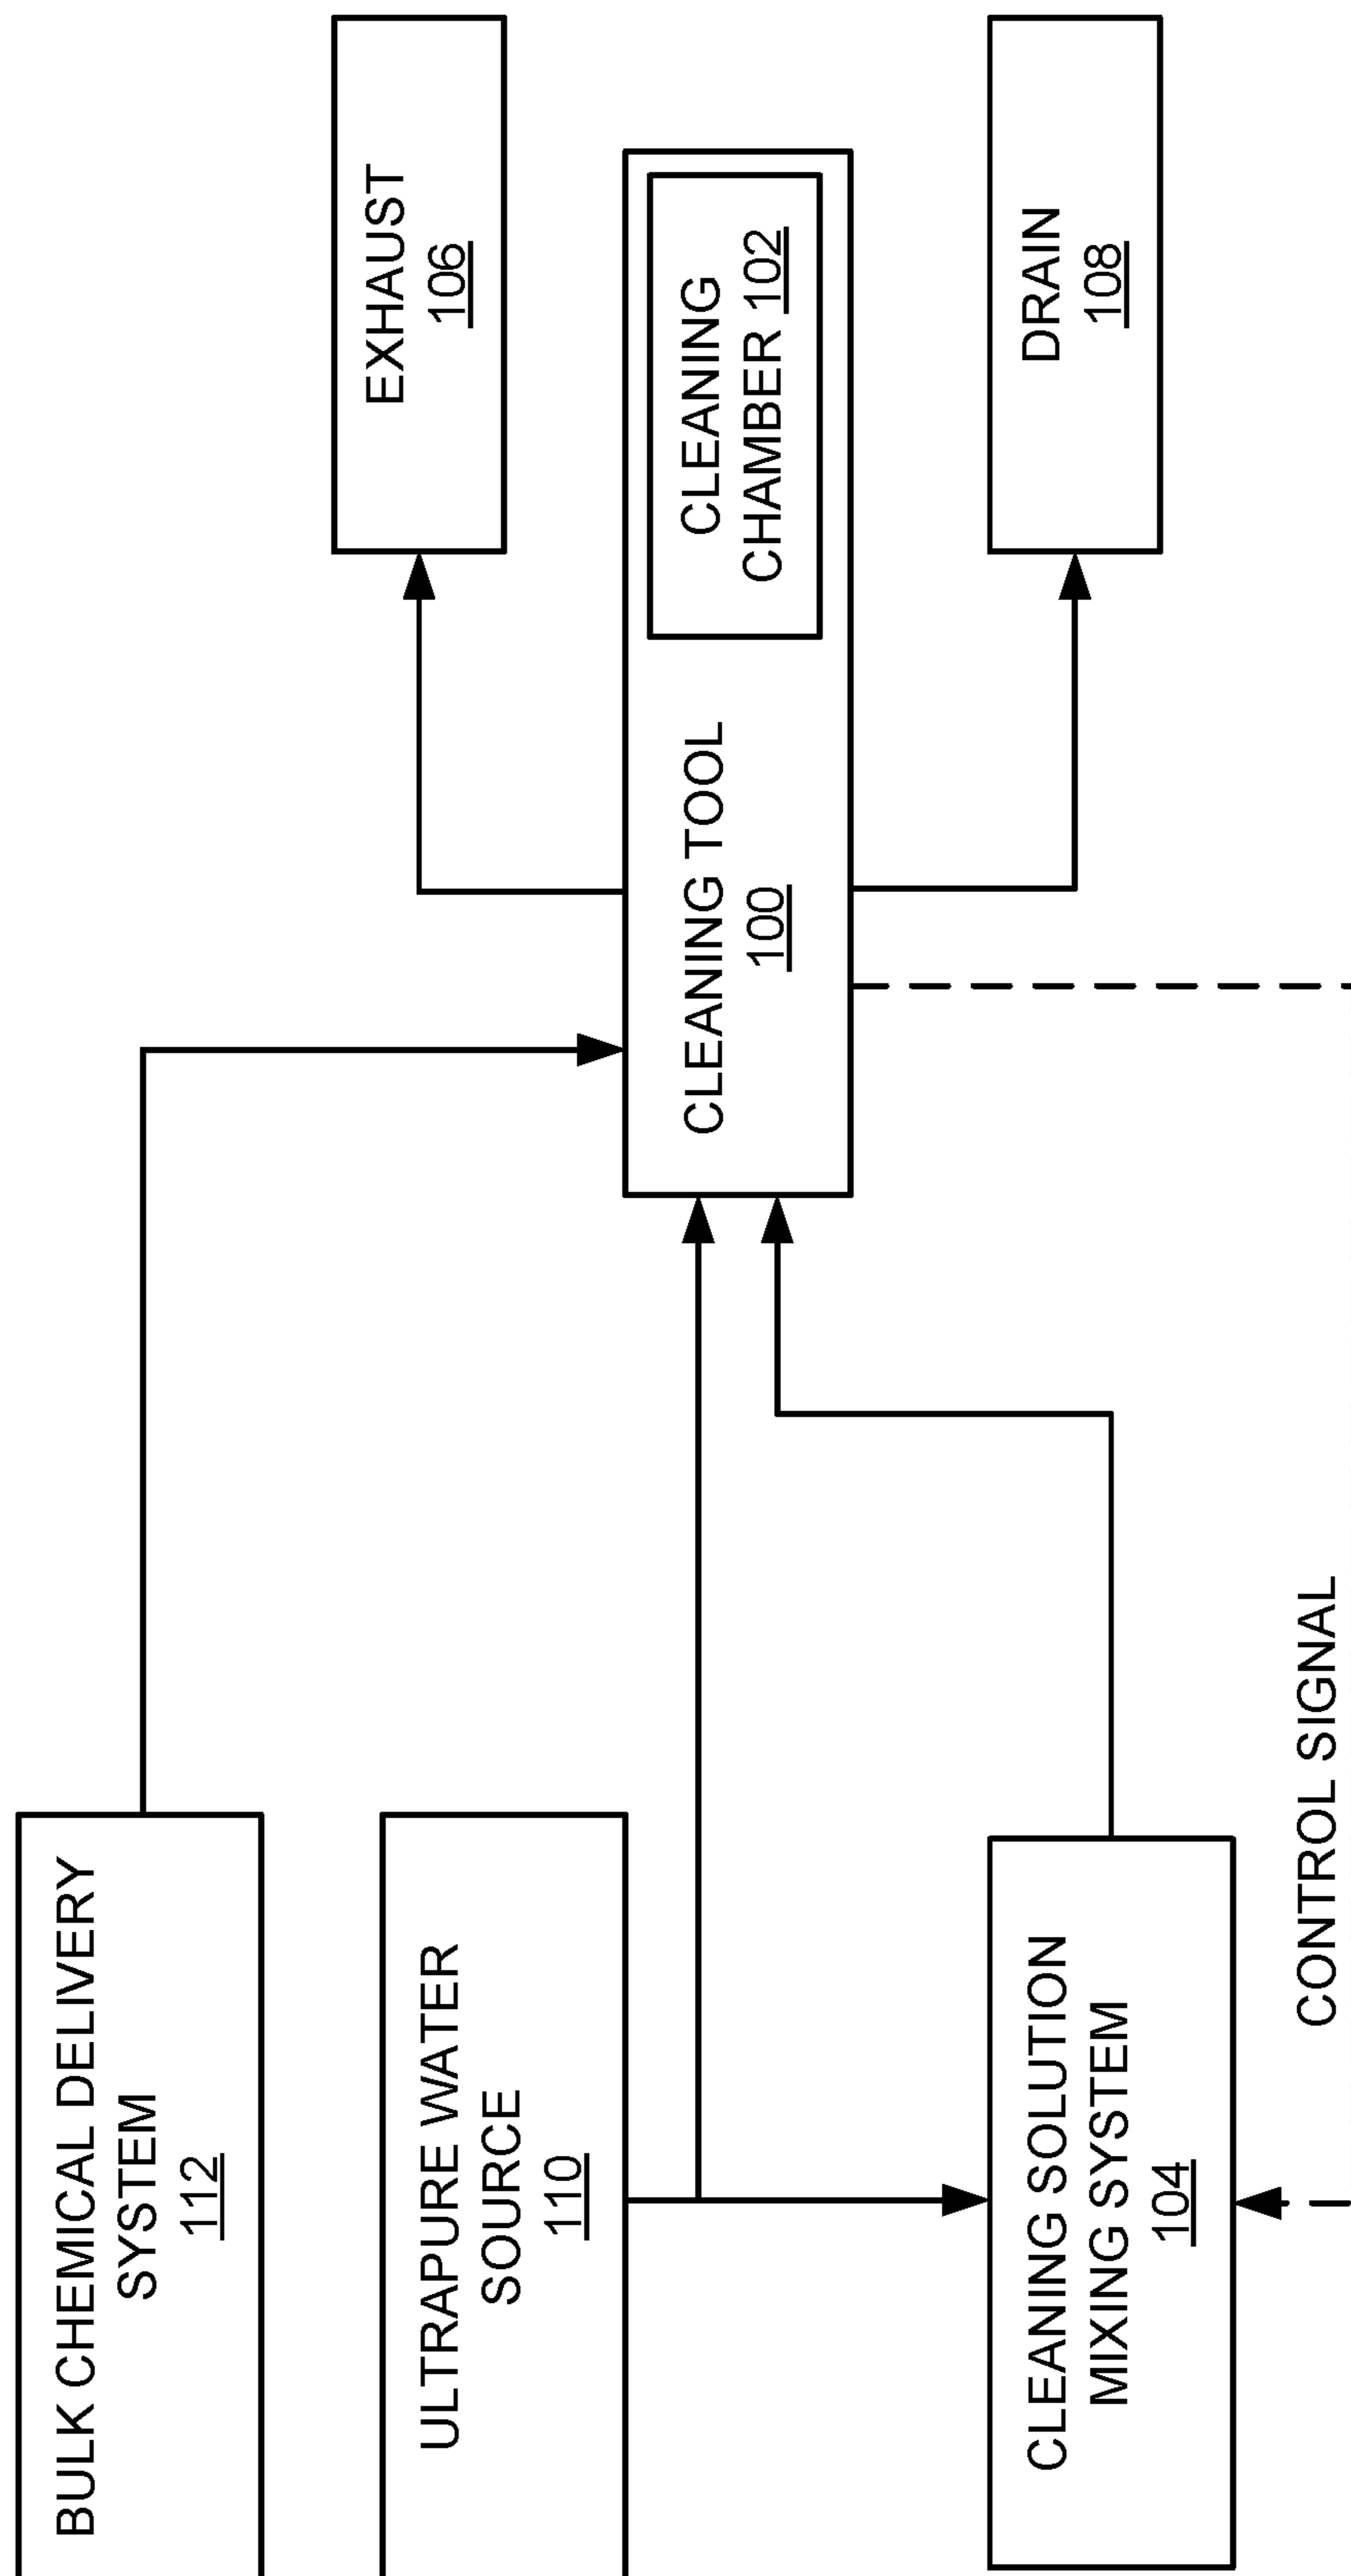 BULK CHEMICAL DELIVERY
SYSTEM
112
ULTRAPURE WATER
SOURCE
110
CLEANING SOLUTION
MIXING SYSTEM
104
CONTROL SIGNAL
EXHAUST
106
CLEANING TOOL
100
CLEANING
CHAMBER 102
DRAIN
108